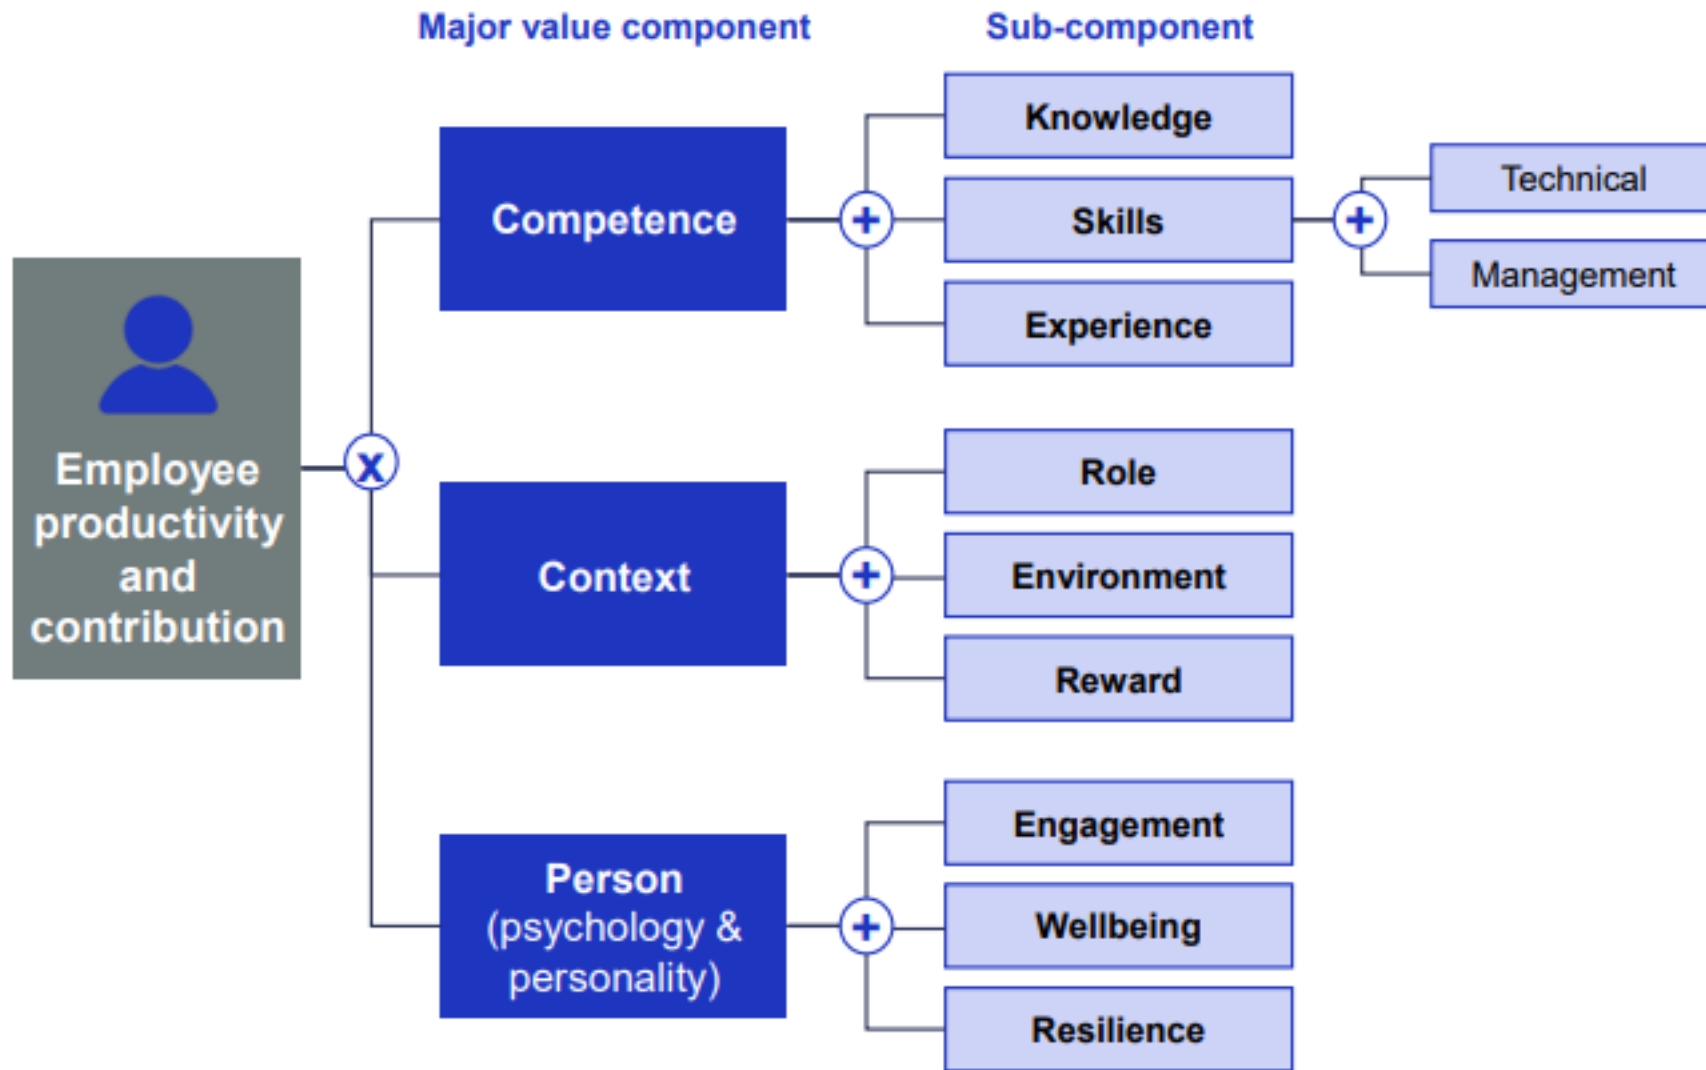 Major value component
Sub-component
Employee
productivity
and
contribution
x
Competence
+
Knowledge
Skills
Experience
+
Technical
Management
Context
+
Role
Environment
Reward
Person
(psychology &
personality)
+
Engagement
Wellbeing
Resilience